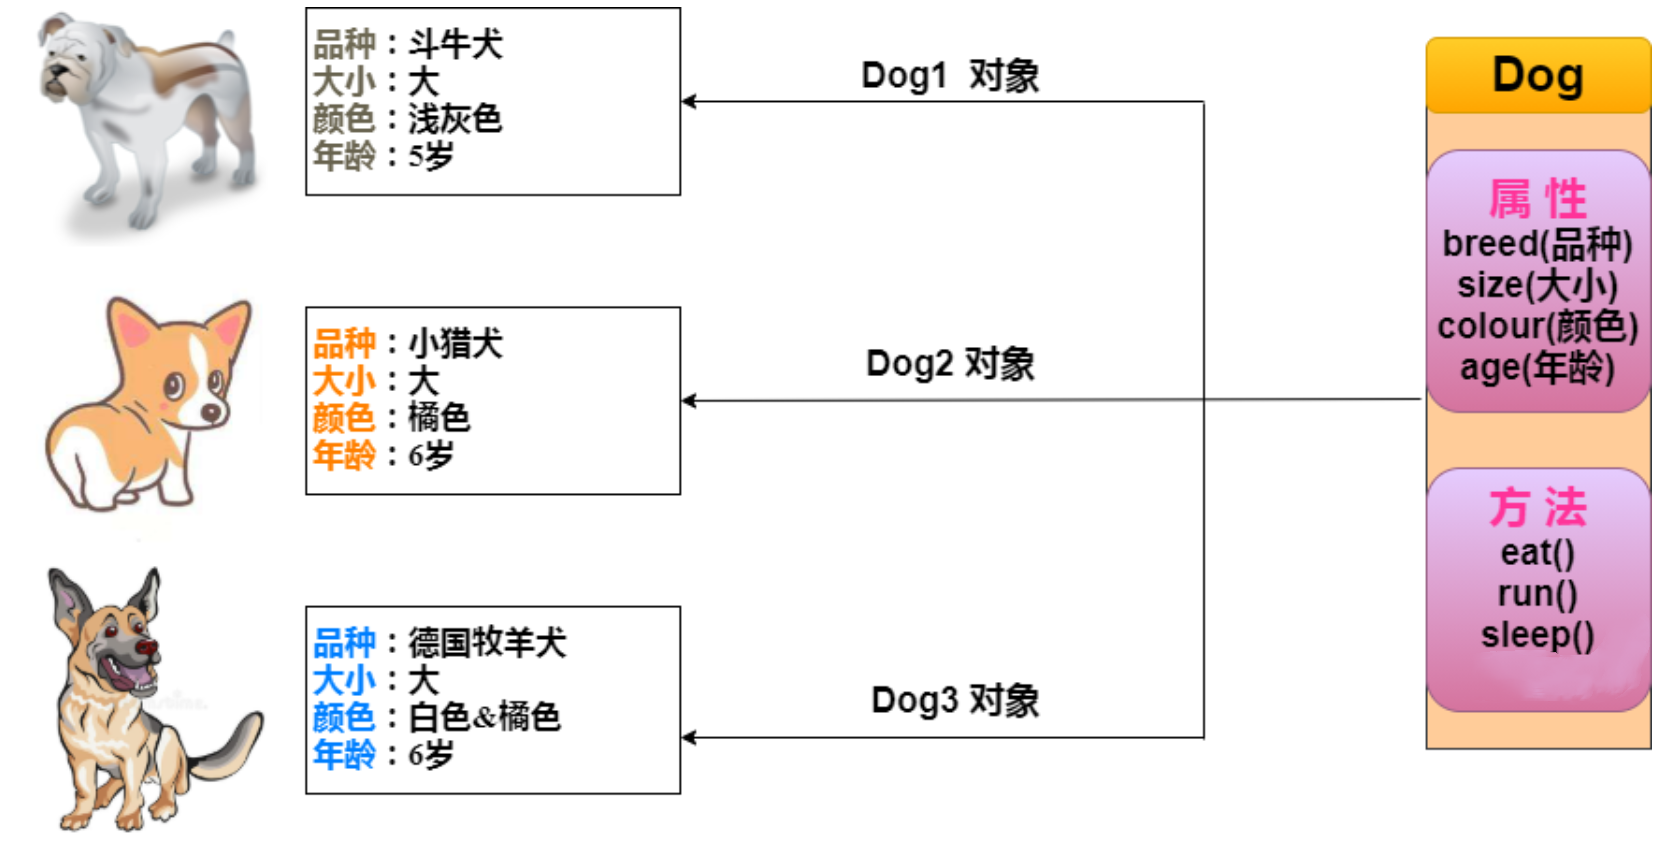 品种：斗牛犬
大小：大
颜色：浅灰色
年龄：5岁
Dog1 对象
品种：小猎犬
大小：大
颜色：橘色
年龄：6岁
Dog2 对象
品种：德国牧羊犬
大小：大
颜色：白色&橘色
年龄：6岁
Dog3 对象
Dog
属 性
breed(品种)
size(大小)
colour(颜色)
age(年龄)
方 法
eat()
run()
sleep()